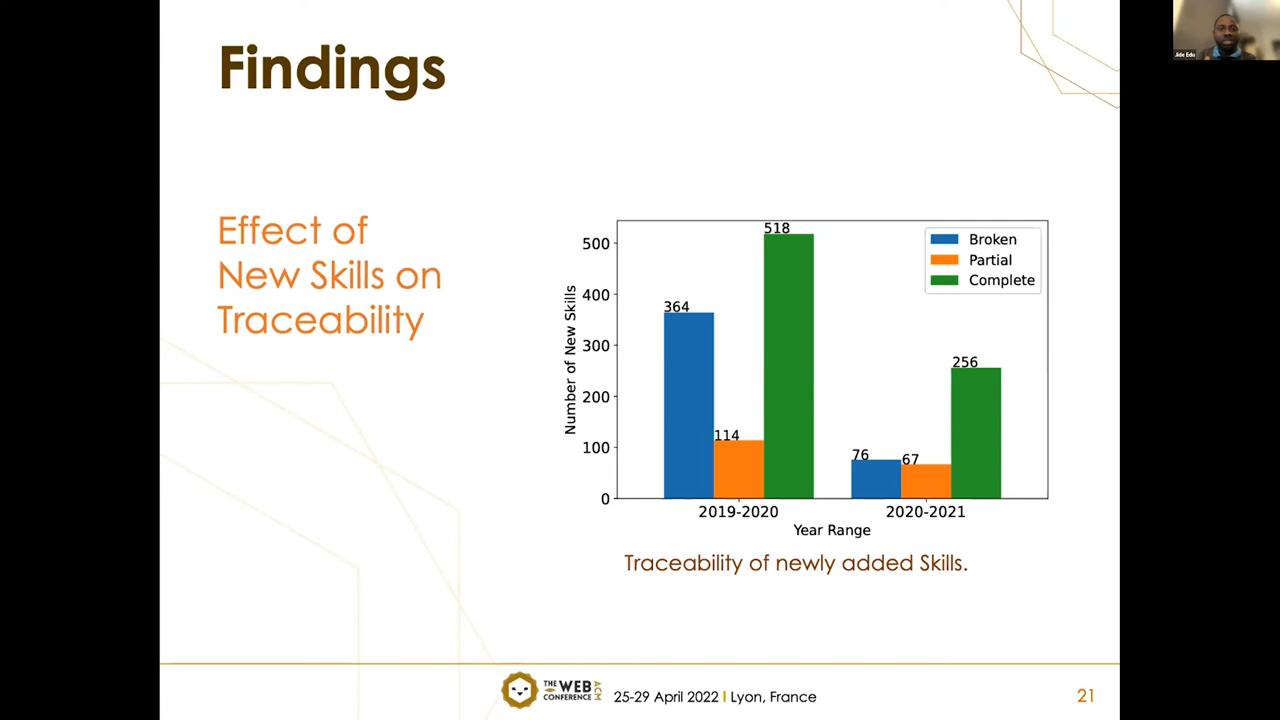 Findings
Jide Edu
Effect of
New Skills on
Traceability
518
500
Broken
Partial
Complete
400
364
300
256
200
114
100
76
67
0
Number of New Skills
2019-2020
2020-2021
Year Range
Traceability of newly added Skills.
THE WEB
CONFERENCE
ACM
25-29 April 2022 I Lyon, France
21